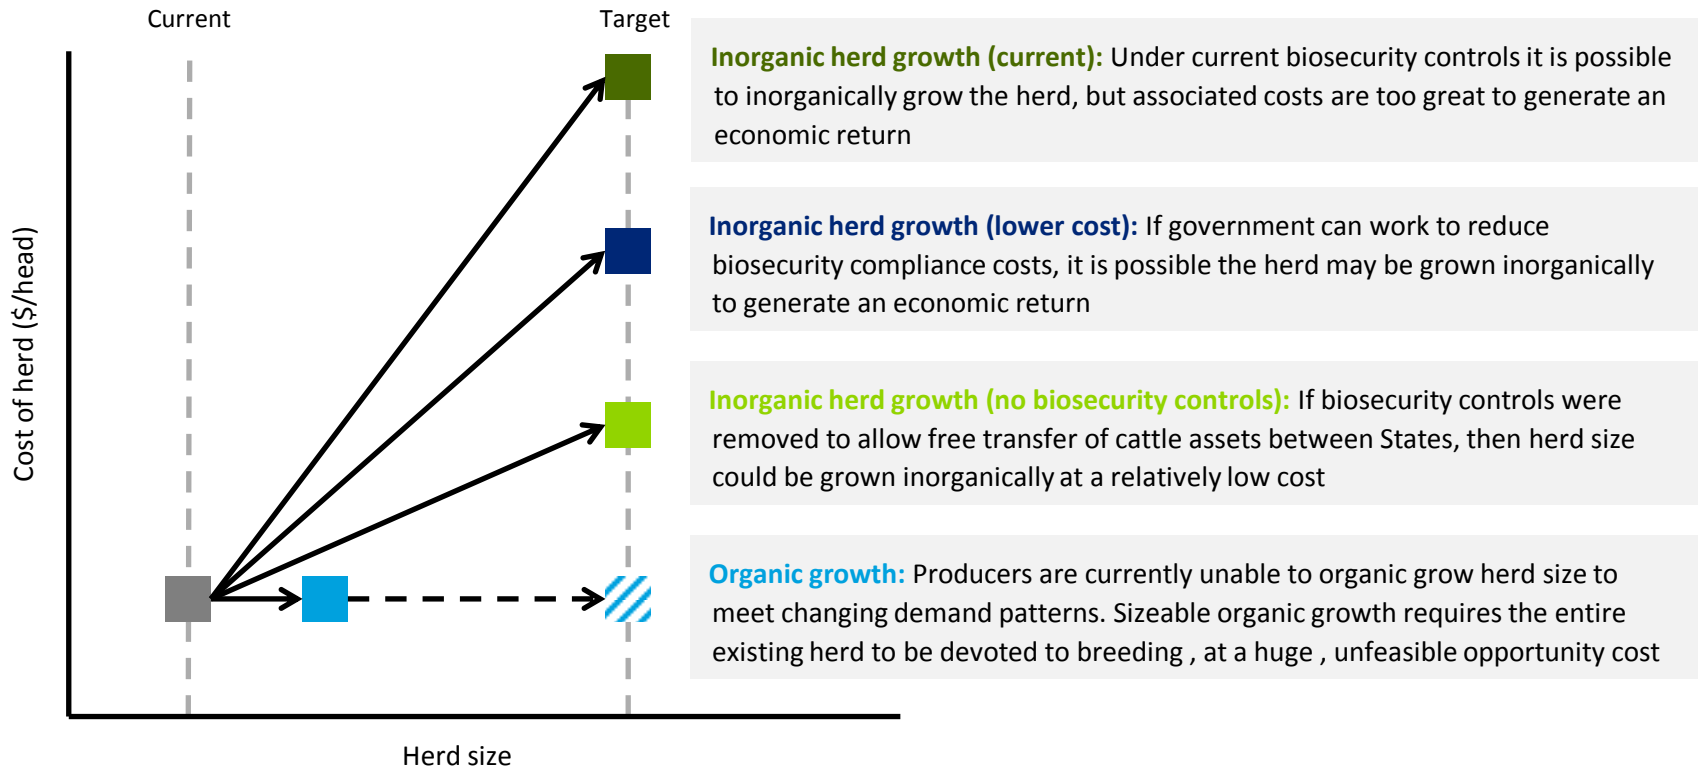 Current
Target
Cost of herd ($/head)
Herd size
Inorganic herd growth (current): Under current biosecurity controls it is possible
to inorganically grow the herd, but associated costs are too great to generate an
economic return
Inorganic herd growth (lower cost): If government can work to reduce
biosecurity compliance costs, it is possible the herd may be grown inorganically
to generate an economic return
Inorganic herd growth (no biosecurity controls): If biosecurity controls were
removed to allow free transfer of cattle assets between States, then herd size
could be grown inorganically at a relatively low cost
Organic growth: Producers are currently unable to organic grow herd size to
meet changing demand patterns. Sizeable organic growth requires the entire
existing herd to be devoted to breeding , at a huge , unfeasible opportunity cost